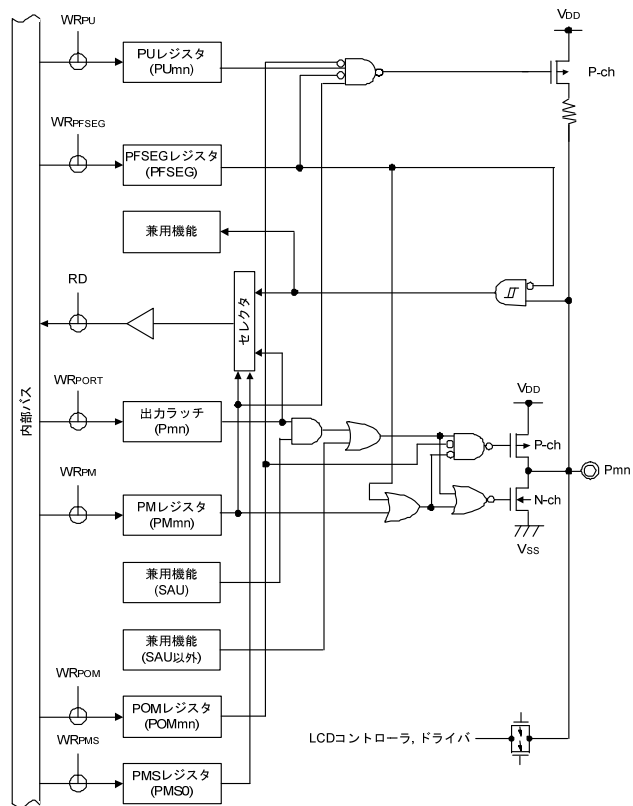 WRPU
PUレジスタ
(PUmn)
VDD
P-ch
WRPFSEG
PFSEGレジスタ
(PFSEG)
兼用機能
RD
セレクタ
内部バス
WRPORT
出力ラッチ
(Pmn)
VDD
P-ch
Pmn
N-ch
VSS
WRPM
PMレジスタ
(PMmn)
兼用機能
(SAU)
兼用機能
(SAU以外)
WRPOM
POMレジスタ
(POMmn)
LCDコントローラ, ドライバ
WRPMS
PMSレジスタ
(PMS0)